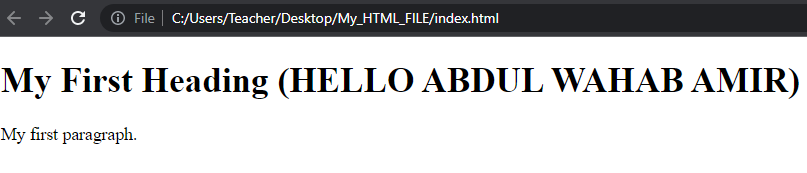 File C:/Users/Teacher/Desktop/My_HTML_FILE/index.html
My First Heading (HELLO ABDUL WAHAB AMIR)
My first paragraph.